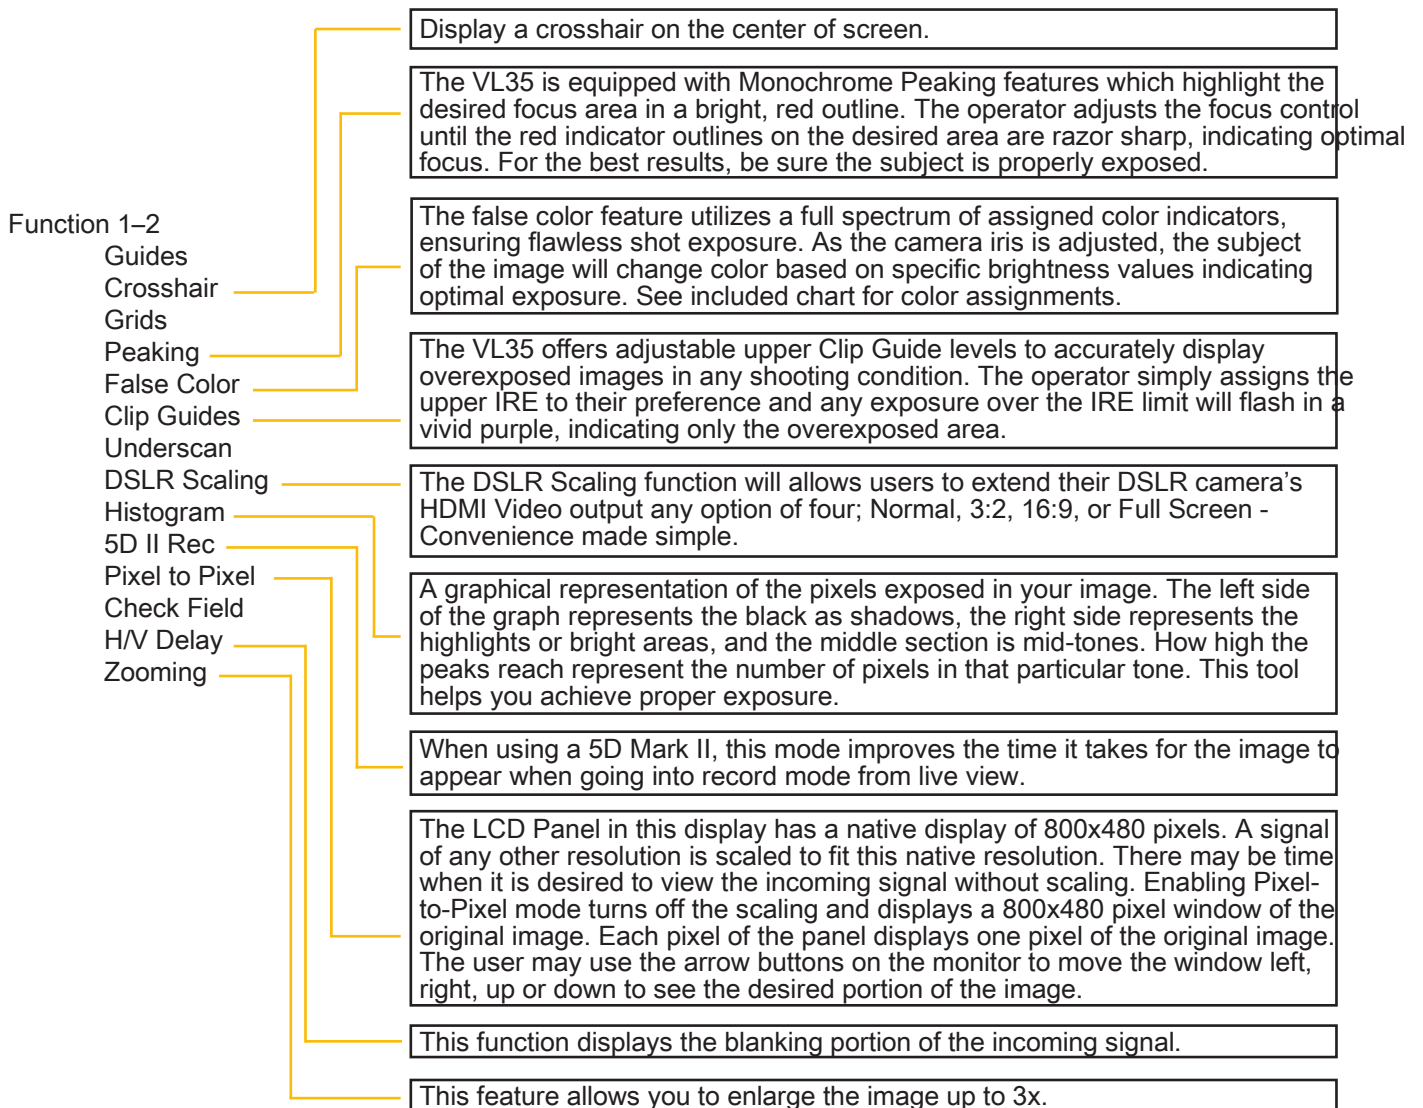 Display a crosshair on the center of screen.
The VL35 is equipped with Monochrome Peaking features which highlight the
desired focus area in a bright, red outline. The operator adjusts the focus control
until the red indicator outlines on the desired area are razor sharp, indicating optimal
focus. For the best results, be sure the subject is properly exposed.
Function 1–2
Guides
Crosshair
Grids
Peaking
False Color
Clip Guides
Underscan
DSLR Scaling
Histogram
5D II Rec
Pixel to Pixel
Check Field
H/V Delay
Zooming
The false color feature utilizes a full spectrum of assigned color indicators,
ensuring flawless shot exposure. As the camera iris is adjusted, the subject
of the image will change color based on specific brightness values indicating
optimal exposure. See included chart for color assignments.
The VL35 offers adjustable upper Clip Guide levels to accurately display
overexposed images in any shooting condition. The operator simply assigns the
upper IRE to their preference and any exposure over the IRE limit will flash in a
vivid purple, indicating only the overexposed area.
The DSLR Scaling function will allows users to extend their DSLR camera’s
HDMI Video output any option of four; Normal, 3:2, 16:9, or Full Screen -
Convenience made simple.
A graphical representation of the pixels exposed in your image. The left side
of the graph represents the black as shadows, the right side represents the
highlights or bright areas, and the middle section is mid-tones. How high the
peaks reach represent the number of pixels in that particular tone. This tool
helps you achieve proper exposure.
When using a 5D Mark II, this mode improves the time it takes for the image to
appear when going into record mode from live view.
The LCD Panel in this display has a native display of 800x480 pixels. A signal
of any other resolution is scaled to fit this native resolution. There may be time
when it is desired to view the incoming signal without scaling. Enabling Pixel-
to-Pixel mode turns off the scaling and displays a 800x480 pixel window of the
original image. Each pixel of the panel displays one pixel of the original image.
The user may use the arrow buttons on the monitor to move the window left,
right, up or down to see the desired portion of the image.
This function displays the blanking portion of the incoming signal.
This feature allows you to enlarge the image up to 3x.